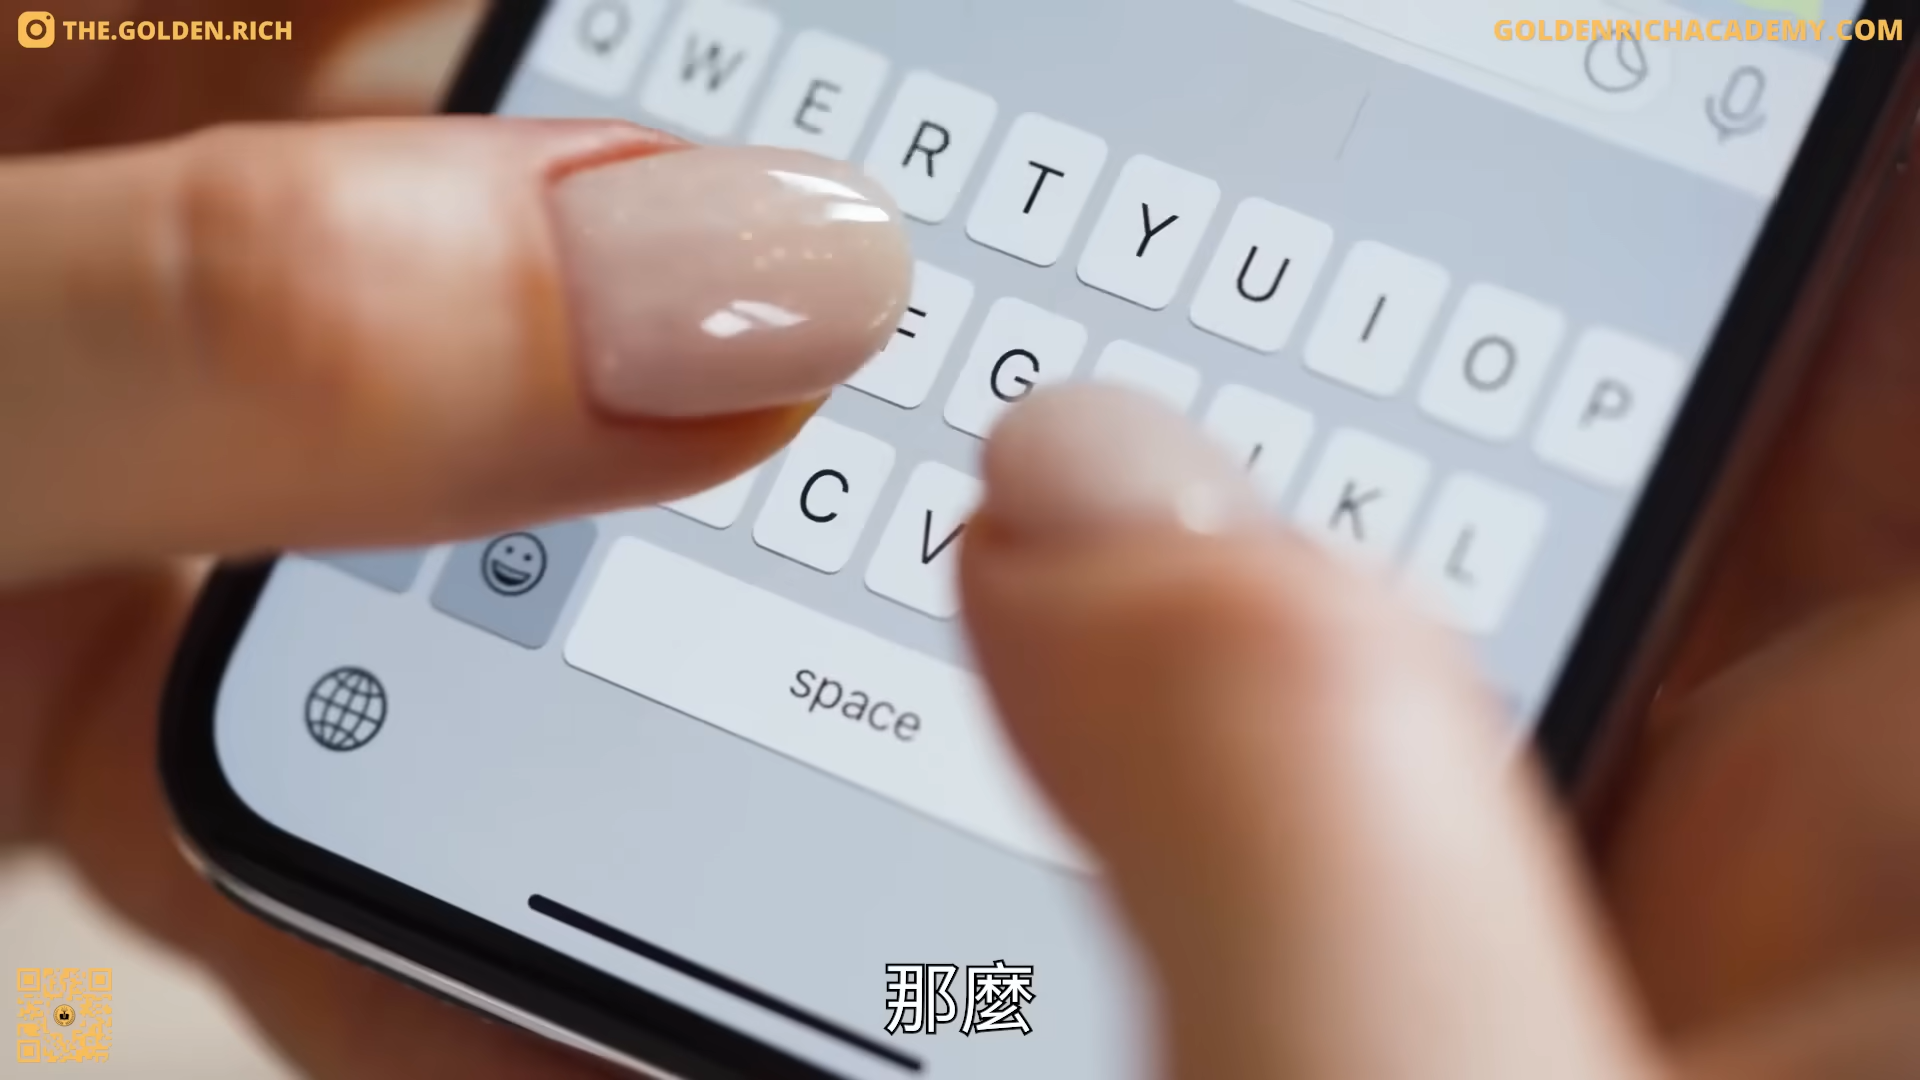 THE.GOLDEN.RICH
GOLDENRICHACADEMY.COM
Q W E R T Y U I O P
F G J K L
C V
space
那麼